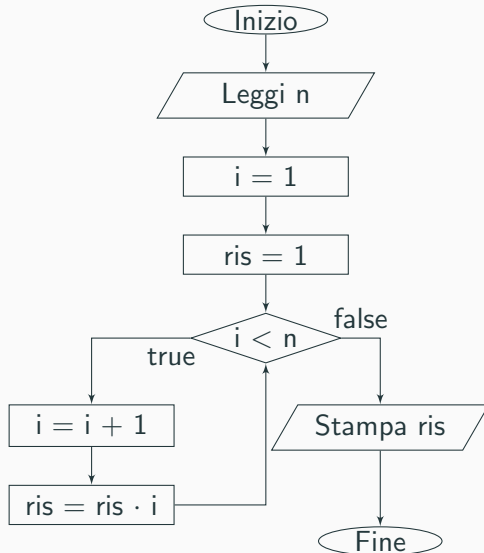 Inizio
Leggi n
i = 1
ris = 1
i < n
true
false
i = i + 1
ris = ris · i
Stampa ris
Fine